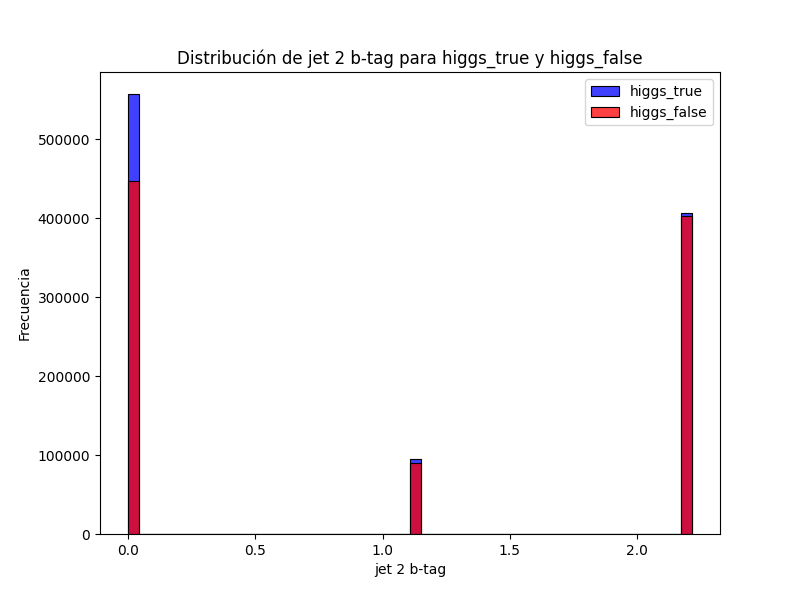 Distribución de jet 2 b-tag para higgs_true y higgs_false
higgs_true
higgs_false
500000
400000
300000
200000
100000
0
Frecuencia
0.0
0.5
1.0
1.5
2.0
jet 2 b-tag